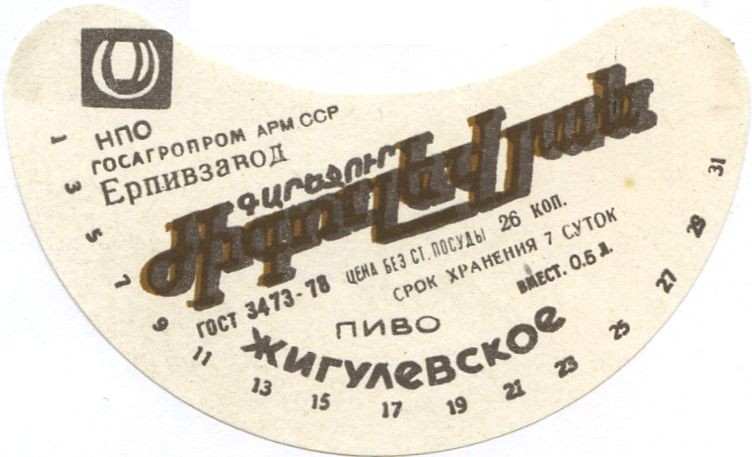 НПО
ГОСАГРОПРОМ АРМ.ССР
Ерпивзавод
գարեջուր
Ժիգուլևյան
ГОСТ 3473-78 ЦЕНА БЕЗ СТ. ПОСУДЫ 26 КОП.
СРОК ХРАНЕНИЯ 7 СУТОК
ВМЕСТ. 0.5 Л.
ПИВО
ЖИГУЛЕВСКОЕ
1 3 5 7 9 11 13 15 17 19 21 23 25 27 29 31